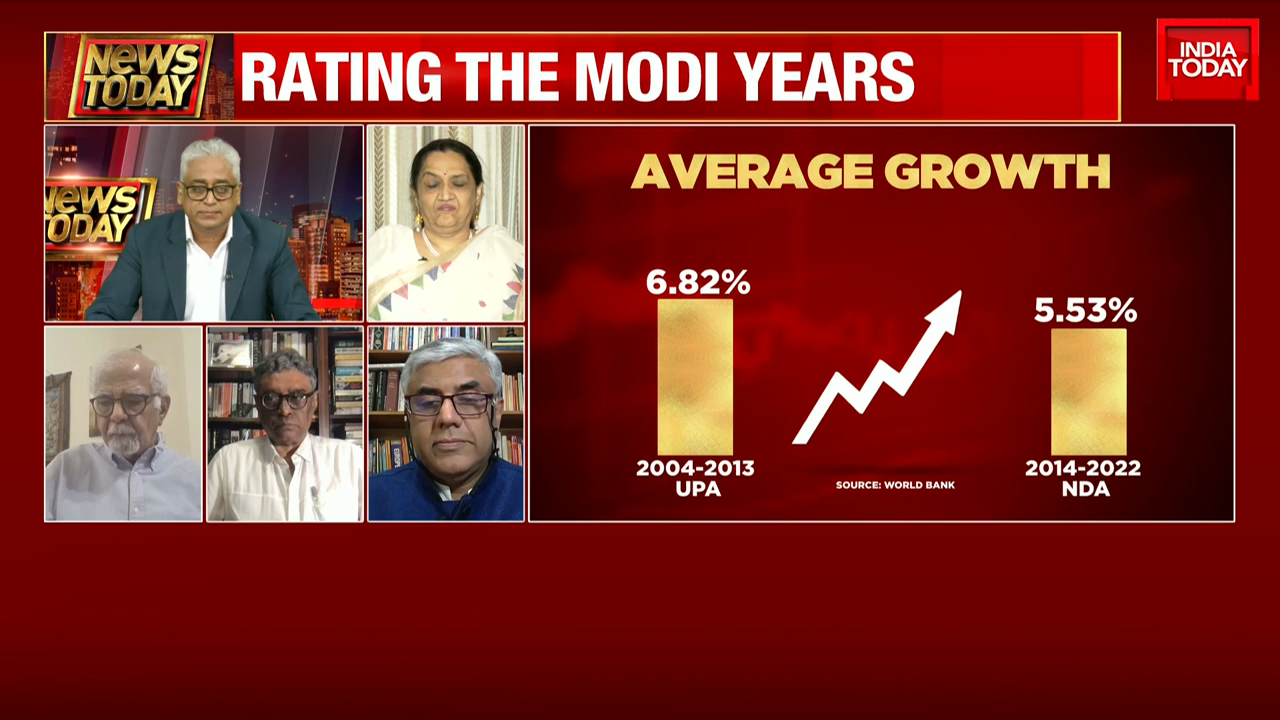 NEWS
TODAY
RATING THE MODI YEARS
INDIA
TODAY
NEWS
TODAY
AVERAGE GROWTH
6.82%
5.53%
2004-2013
UPA
2014-2022
NDA
SOURCE: WORLD BANK